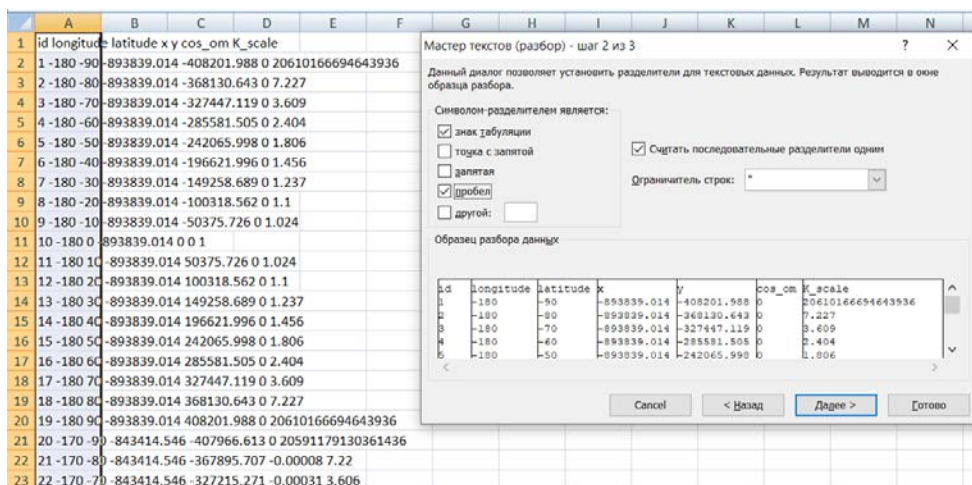 A B C D E F G H I J K L M N
1 id longitude latitude x y cos_om K_scale
2 1 -180 -90 -893839.014 -408201.988 0 20610166694643936
3 2 -180 -80 -893839.014 -368130.643 0 7.227
4 3 -180 -70 -893839.014 -327447.119 0 3.609
5 4 -180 -60 -893839.014 -285581.505 0 2.404
6 5 -180 -50 -893839.014 -242065.998 0 1.806
7 6 -180 -40 -893839.014 -196621.996 0 1.456
8 7 -180 -30 -893839.014 -149258.689 0 1.237
9 8 -180 -20 -893839.014 -100318.562 0 1.1
10 9 -180 -10 -893839.014 -50375.726 0 1.024
11 10 -180 0 -893839.014 0 0 1
12 11 -180 10 -893839.014 50375.726 0 1.024
13 12 -180 20 -893839.014 100318.562 0 1.1
14 13 -180 30 -893839.014 149258.689 0 1.237
15 14 -180 40 -893839.014 196621.996 0 1.456
16 15 -180 50 -893839.014 242065.998 0 1.806
17 16 -180 60 -893839.014 285581.505 0 2.404
18 17 -180 70 -893839.014 327447.119 0 3.609
19 18 -180 80 -893839.014 368130.643 0 7.227
20 19 -180 90 -893839.014 408201.988 0 20610166694643936
21 20 -170 -90 -843414.546 -407966.613 0 20591179130361436
22 21 -170 -80 -843414.546 -367895.707 -0.00008 7.22
23 22 -170 -70 -843414.546 -327215.271 -0.00031 3.606
Мастер текстов (разбор) - шаг 2 из 3 ? ×
Данный диалог позволяет установить разделители для текстовых данных. Результат выводится в окне
образца разбора.
Символом-разделителем является:
знак табуляции
точка с запятой
запятая
пробел
другой:
Считать последовательные разделители одним
Ограничитель строк: "
Образец разбора данных
id longitude latitude x y cos_om K_scale
1 -180 -90 -893839.014 -408201.988 0 20610166694643936
2 -180 -80 -893839.014 -368130.643 0 7.227
3 -180 -70 -893839.014 -327447.119 0 3.609
4 -180 -60 -893839.014 -285581.505 0 2.404
5 -180 -50 -893839.014 -242065.998 0 1.806
Cancel < Назад Далее > Готово